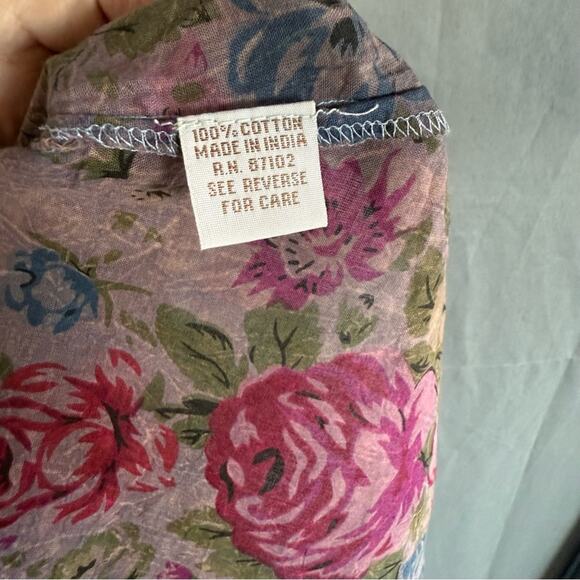 100% COTTON
MADE IN INDIA
R.N. 87102
SEE REVERSE
FOR CARE